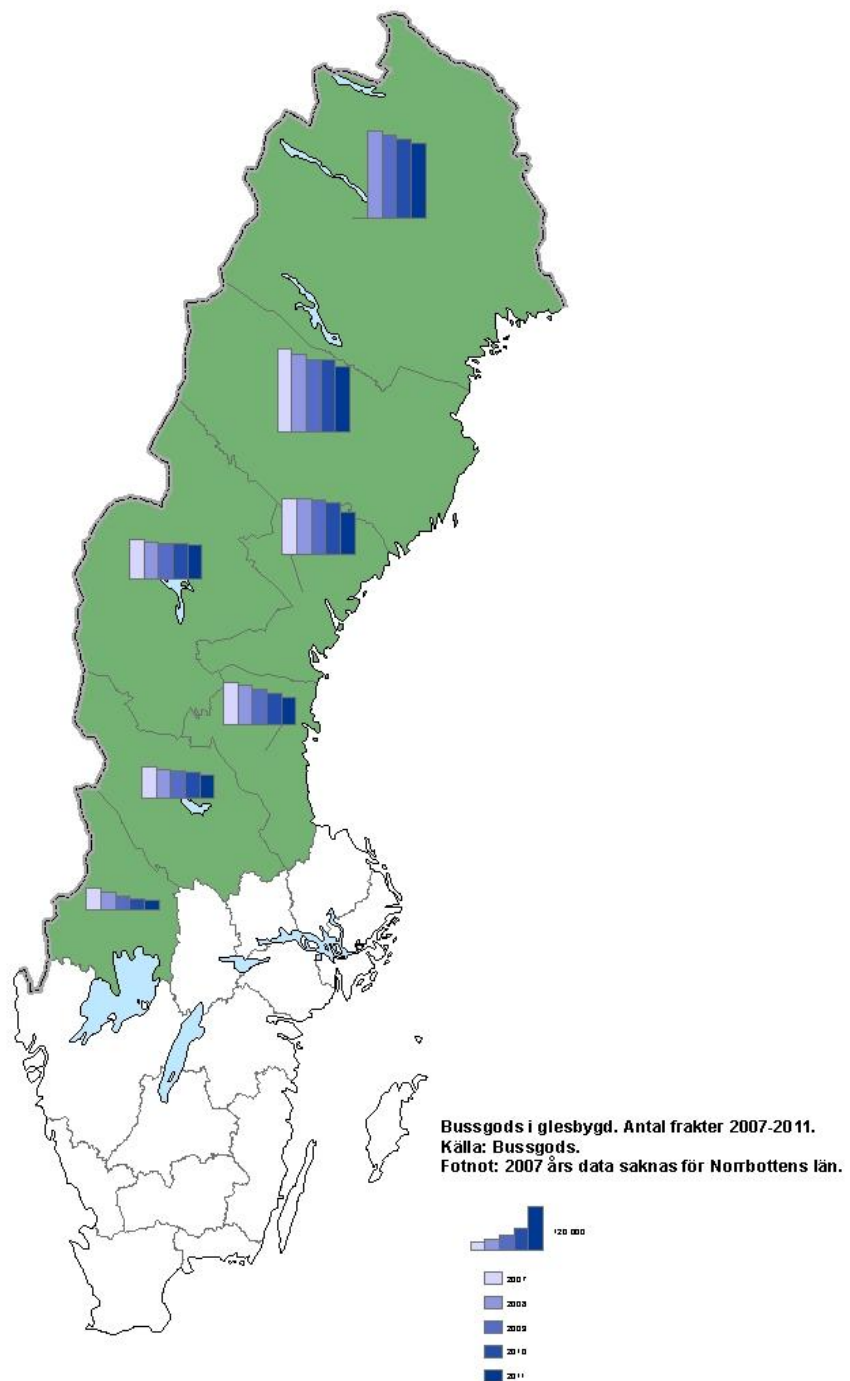 Bussgods i glesbygd. Antal frakter 2007-2011.
Källa: Bussgods.
Fotnot: 2007 års data saknas för Norrbottens län.
120 000
2007
2008
2009
2010
2011